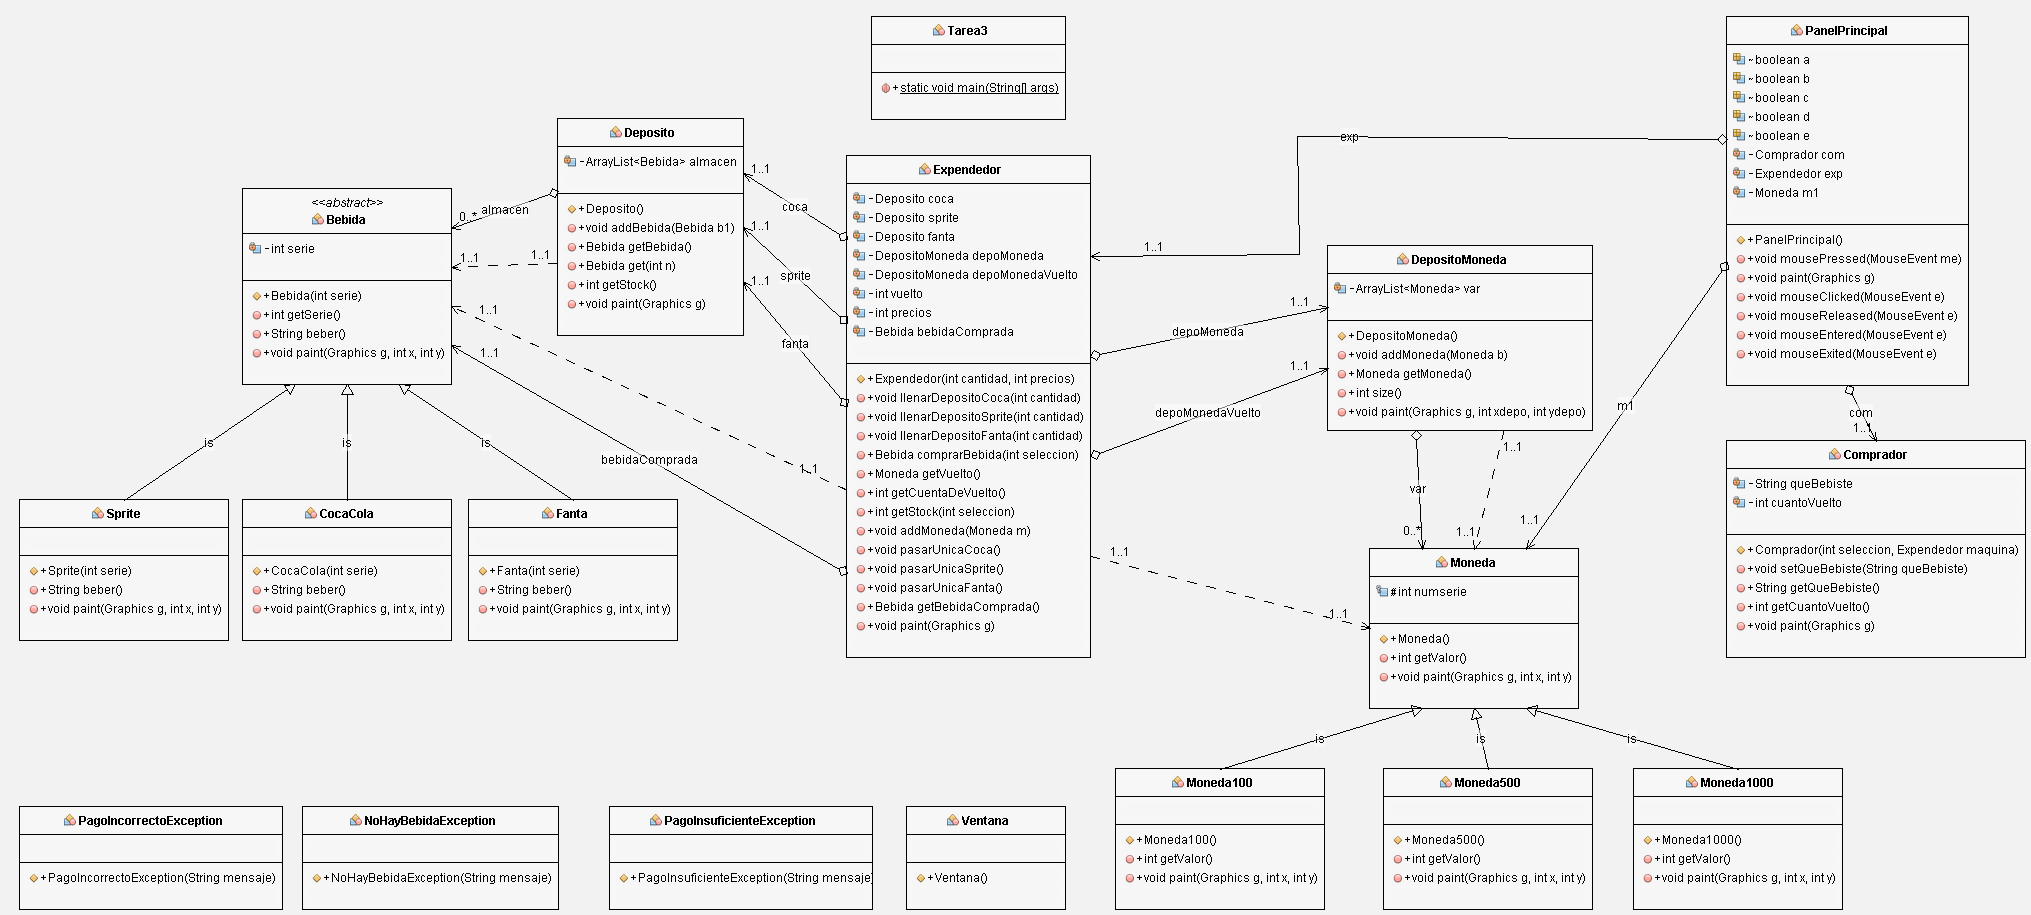 Tarea3
+static void main(String[] args)
PanelPrincipal
~boolean a
~boolean b
~boolean c
~boolean d
~boolean e
-Comprador com
-Expendedor exp
-Moneda m1
+PanelPrincipal()
+void mousePressed(MouseEvent me)
+void paint(Graphics g)
+void mouseClicked(MouseEvent e)
+void mouseReleased(MouseEvent e)
+void mouseEntered(MouseEvent e)
+void mouseExited(MouseEvent e)
exp
1..1
m1
1..1
com
1..1
Deposito
-ArrayList<Bebida> almacen
+Deposito()
+void addBebida(Bebida b1)
+Bebida getBebida()
+Bebida get(int n)
+int getStock()
+void paint(Graphics g)
0..*
almacen
1..1
1..1
1..1
coca
1..1
sprite
1..1
fanta
Expendedor
-Deposito coca
-Deposito sprite
-Deposito fanta
-DepositoMoneda depoMoneda
-DepositoMoneda depoMonedaVuelto
-int vuelto
-int precios
-Bebida bebidaComprada
+Expendedor(int cantidad, int precios)
+void llenarDepositoCoca(int cantidad)
+void llenarDepositoSprite(int cantidad)
+void llenarDepositoFanta(int cantidad)
+Bebida comprarBebida(int seleccion)
+Moneda getVuelto()
+int getCuentaDeVuelto()
+int getStock(int seleccion)
+void addMoneda(Moneda m)
+void pasarUnicaCoca()
+void pasarUnicaSprite()
+void pasarUnicaFanta()
+Bebida getBebidaComprada()
+void paint(Graphics g)
<<abstract>>
Bebida
-int serie
+Bebida(int serie)
+int getSerie()
+String beber()
+void paint(Graphics g, int x, int y)
1..1
1..1
1..1
bebidaComprada
is
is
is
Sprite
+Sprite(int serie)
+String beber()
+void paint(Graphics g, int x, int y)
CocaCola
+CocaCola(int serie)
+String beber()
+void paint(Graphics g, int x, int y)
Fanta
+Fanta(int serie)
+String beber()
+void paint(Graphics g, int x, int y)
DepositoMoneda
-ArrayList<Moneda> var
+DepositoMoneda()
+void addMoneda(Moneda b)
+Moneda getMoneda()
+int size()
+void paint(Graphics g, int xdepo, int ydepo)
1..1
depoMoneda
1..1
depoMonedaVuelto
var
0..*
1..1
1..1
1..1
1..1
Comprador
-String queBebiste
-int cuantoVuelto
+Comprador(int seleccion, Expendedor maquina)
+void setQueBebiste(String queBebiste)
+String getQueBebiste()
+int getCuantoVuelto()
+void paint(Graphics g)
Moneda
#int numserie
+Moneda()
+int getValor()
+void paint(Graphics g, int x, int y)
is
is
is
Moneda100
+Moneda100()
+int getValor()
+void paint(Graphics g, int x, int y)
Moneda500
+Moneda500()
+int getValor()
+void paint(Graphics g, int x, int y)
Moneda1000
+Moneda1000()
+int getValor()
+void paint(Graphics g, int x, int y)
PagoIncorrectoException
+PagoIncorrectoException(String mensaje)
NoHayBebidaException
+NoHayBebidaException(String mensaje)
PagoInsuficienteException
+PagoInsuficienteException(String mensaje
Ventana
+Ventana()